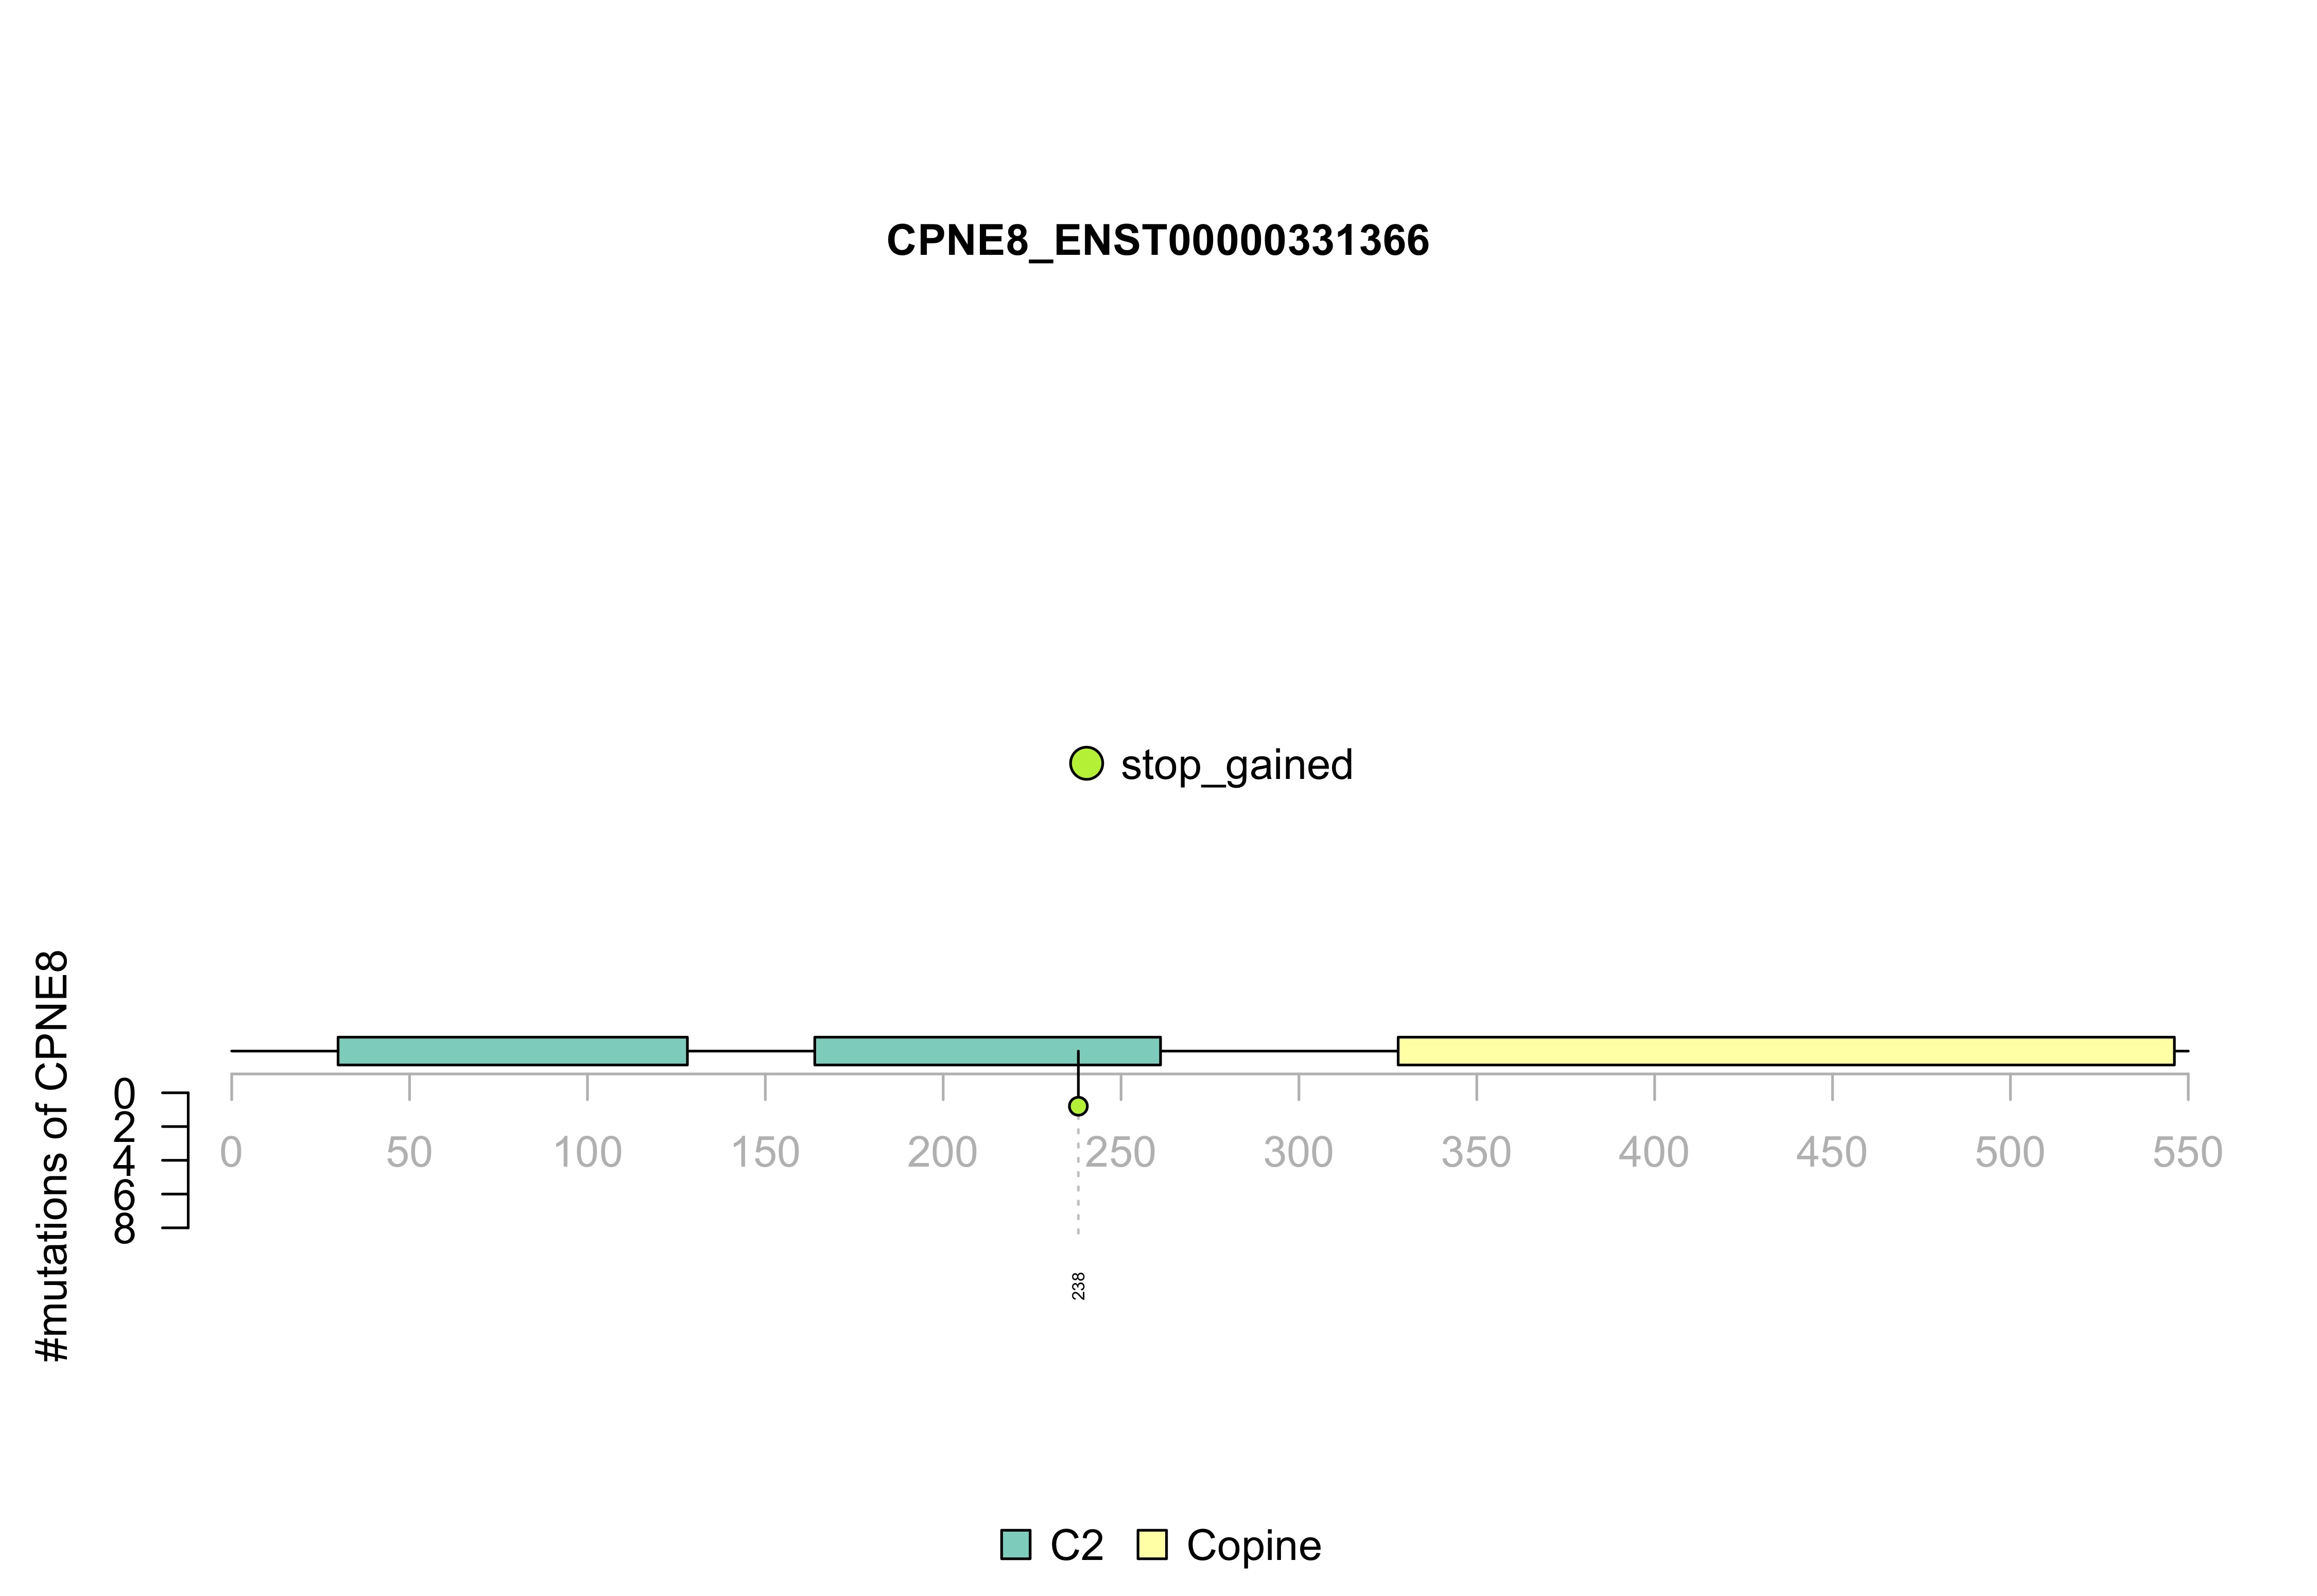 CPNE8_ENST00000331366
stop_gained
#mutations of CPNE8
0
2
4
6
8
0 50 100 150 200 250 300 350 400 450 500 550
238
C2 Copine